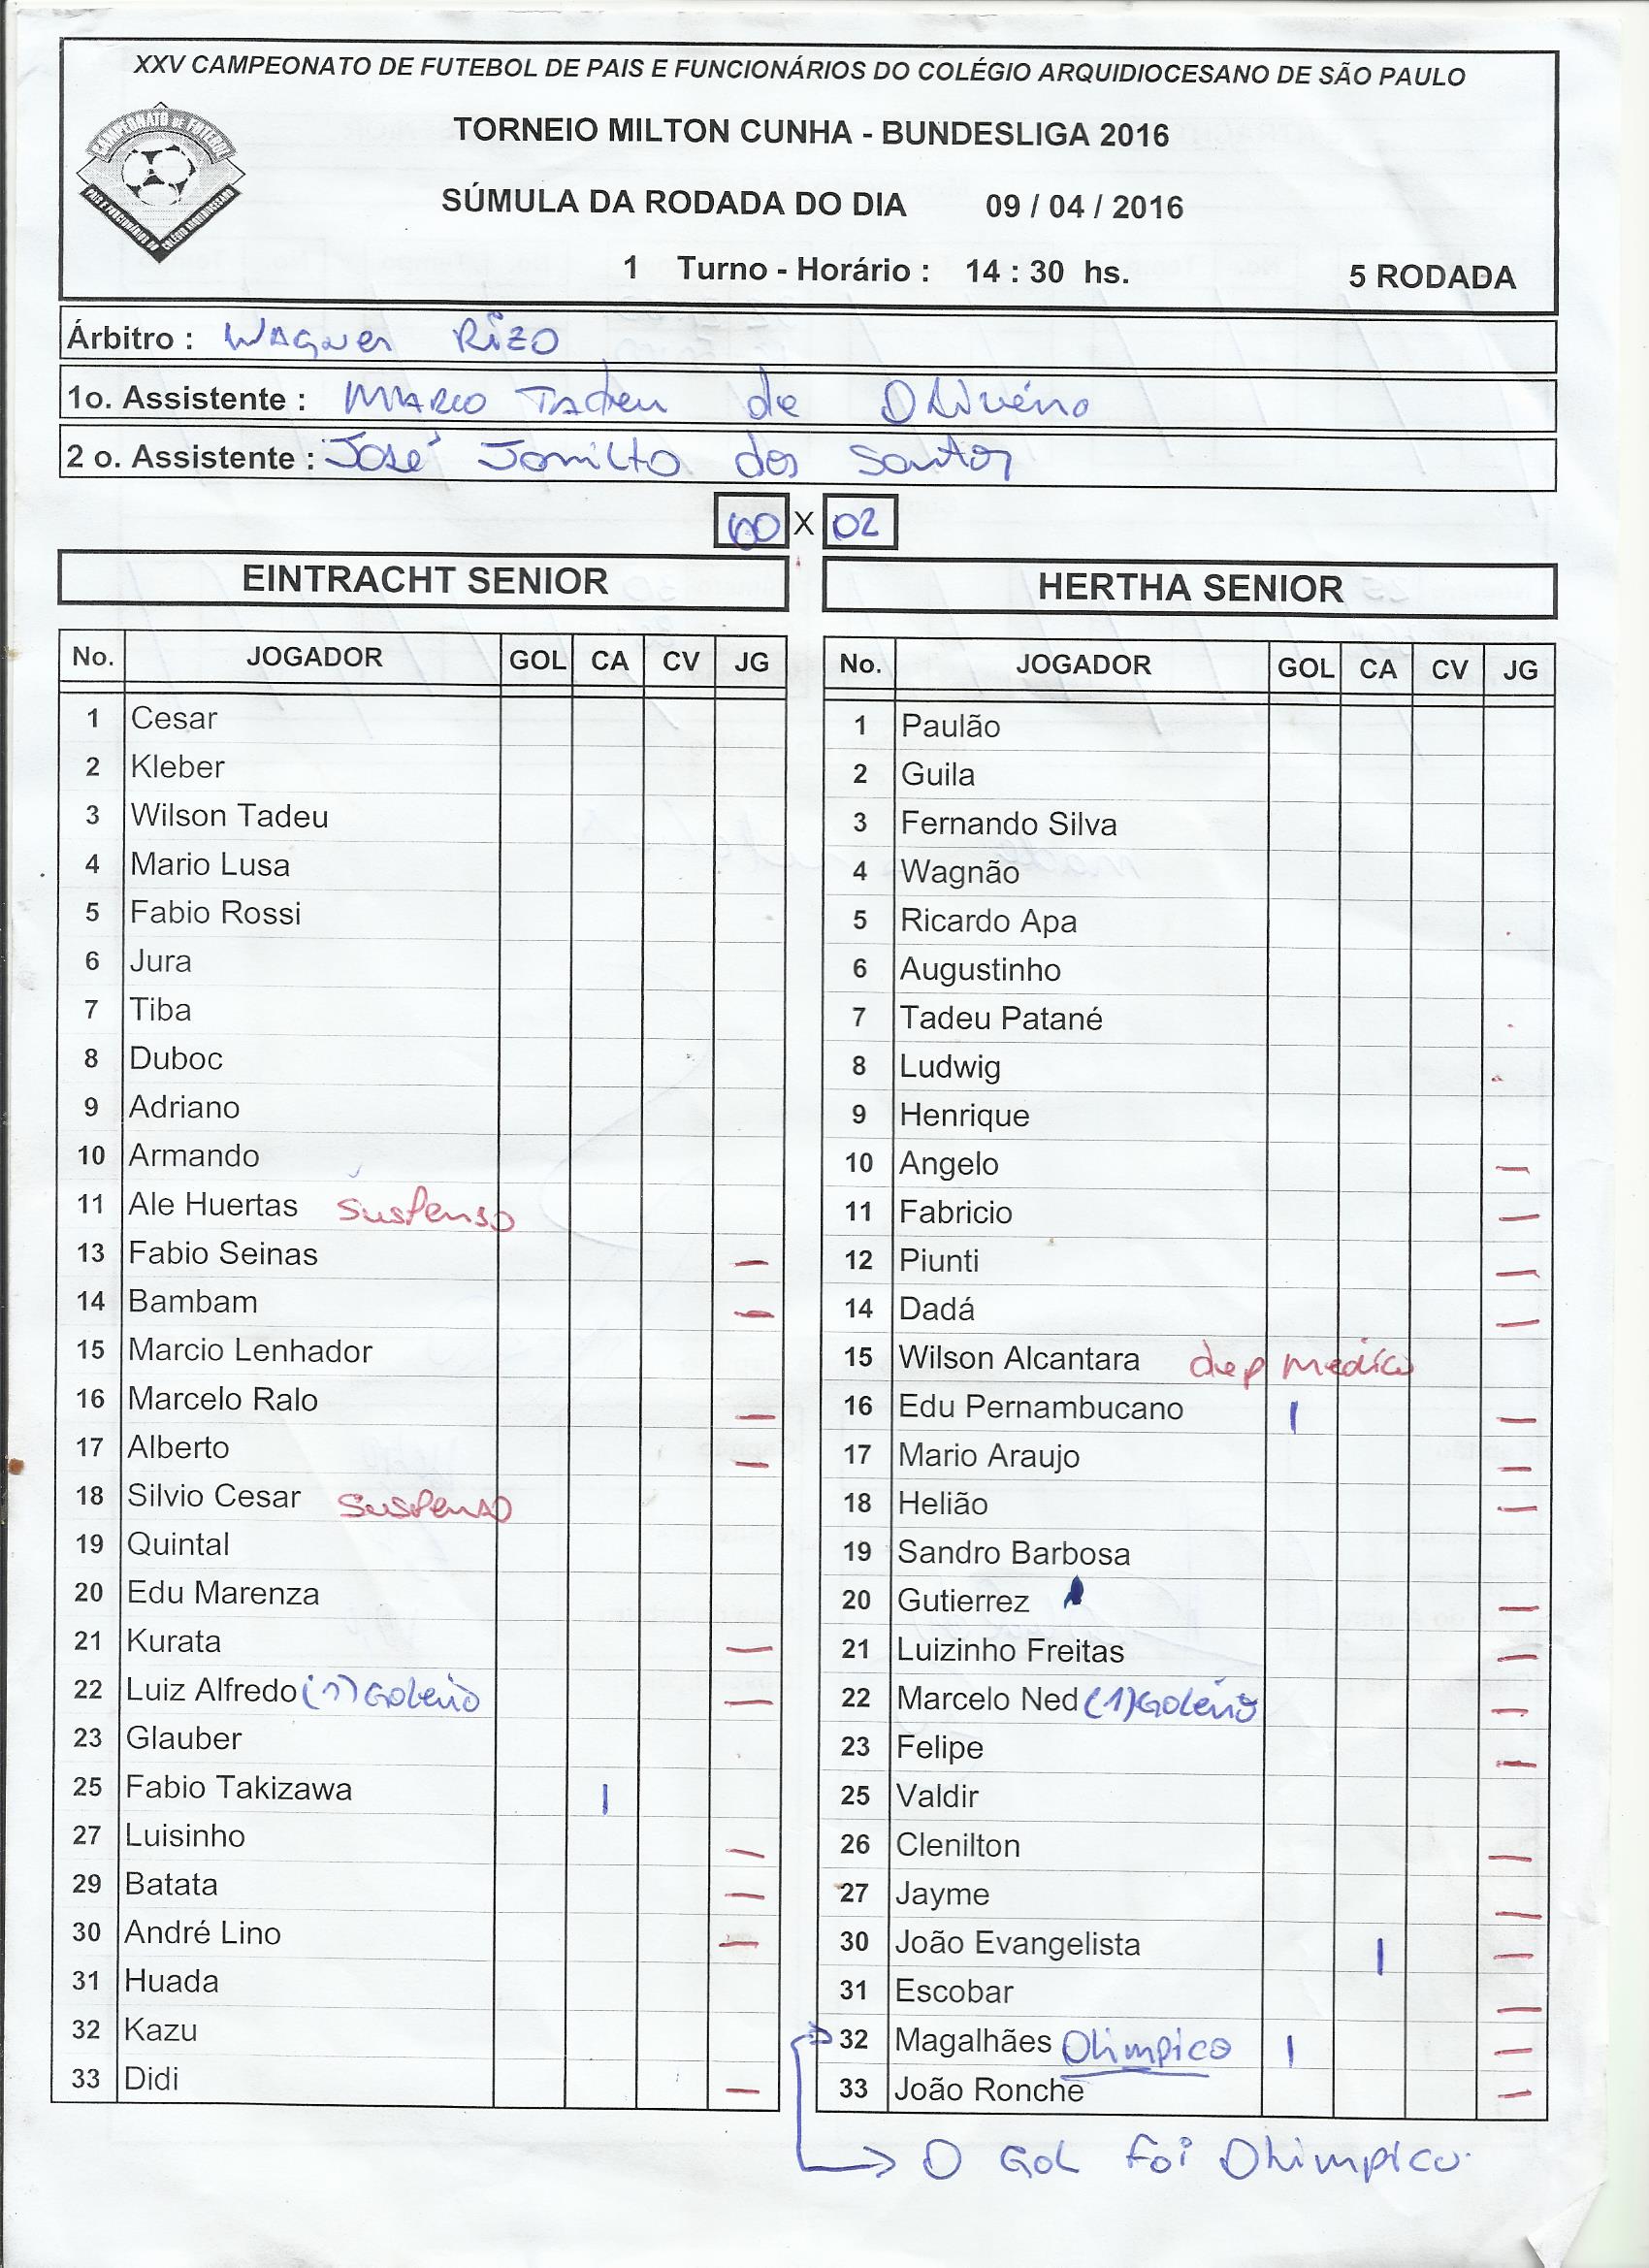 XXV CAMPEONATO DE FUTEBOL DE PAIS E FUNCIONÁRIOS DO COLÉGIO ARQUIDIOCESANO DE SÃO PAULO
CAMPEONATO DE FUTEBOL
PAIS E FUNCIONÁRIOS DO COLÉGIO ARQUIDIOCESANO
TORNEIO MILTON CUNHA - BUNDESLIGA 2016
SÚMULA DA RODADA DO DIA 09 / 04 / 2016
1 Turno - Horário : 14 : 30 hs. 5 RODADA
Árbitro : Wagner Rizo
1o. Assistente : Marco Tadeu de Oliveira
2 o. Assistente : José Jomilto dos Santos
00 X 02
EINTRACHT SENIOR
No. JOGADOR GOL CA CV JG
1 Cesar
2 Kleber
3 Wilson Tadeu
4 Mario Lusa
5 Fabio Rossi
6 Jura
7 Tiba
8 Duboc
9 Adriano
10 Armando
11 Ale Huertas suspenso
13 Fabio Seinas —
14 Bambam —
15 Marcio Lenhador
16 Marcelo Ralo —
17 Alberto —
18 Silvio Cesar suspenso
19 Quintal
20 Edu Marenza
21 Kurata —
22 Luiz Alfredo (1) Goleiro —
23 Glauber
25 Fabio Takizawa |
27 Luisinho —
29 Batata —
30 André Lino —
31 Huada
32 Kazu
33 Didi —
HERTHA SENIOR
No. JOGADOR GOL CA CV JG
1 Paulão
2 Guila
3 Fernando Silva
4 Wagnão
5 Ricardo Apa
6 Augustinho
7 Tadeu Patané
8 Ludwig
9 Henrique
10 Angelo —
11 Fabricio —
12 Piunti —
14 Dadá —
15 Wilson Alcantara dep medico
16 Edu Pernambucano | —
17 Mario Araujo —
18 Helião —
19 Sandro Barbosa
20 Gutierrez —
21 Luizinho Freitas —
22 Marcelo Ned (1) Goleiro —
23 Felipe —
25 Valdir
26 Clenilton —
27 Jayme —
30 João Evangelista | —
31 Escobar —
32 Magalhães Olimpico | —
33 João Ronche —
→ O Gol foi Olimpico.